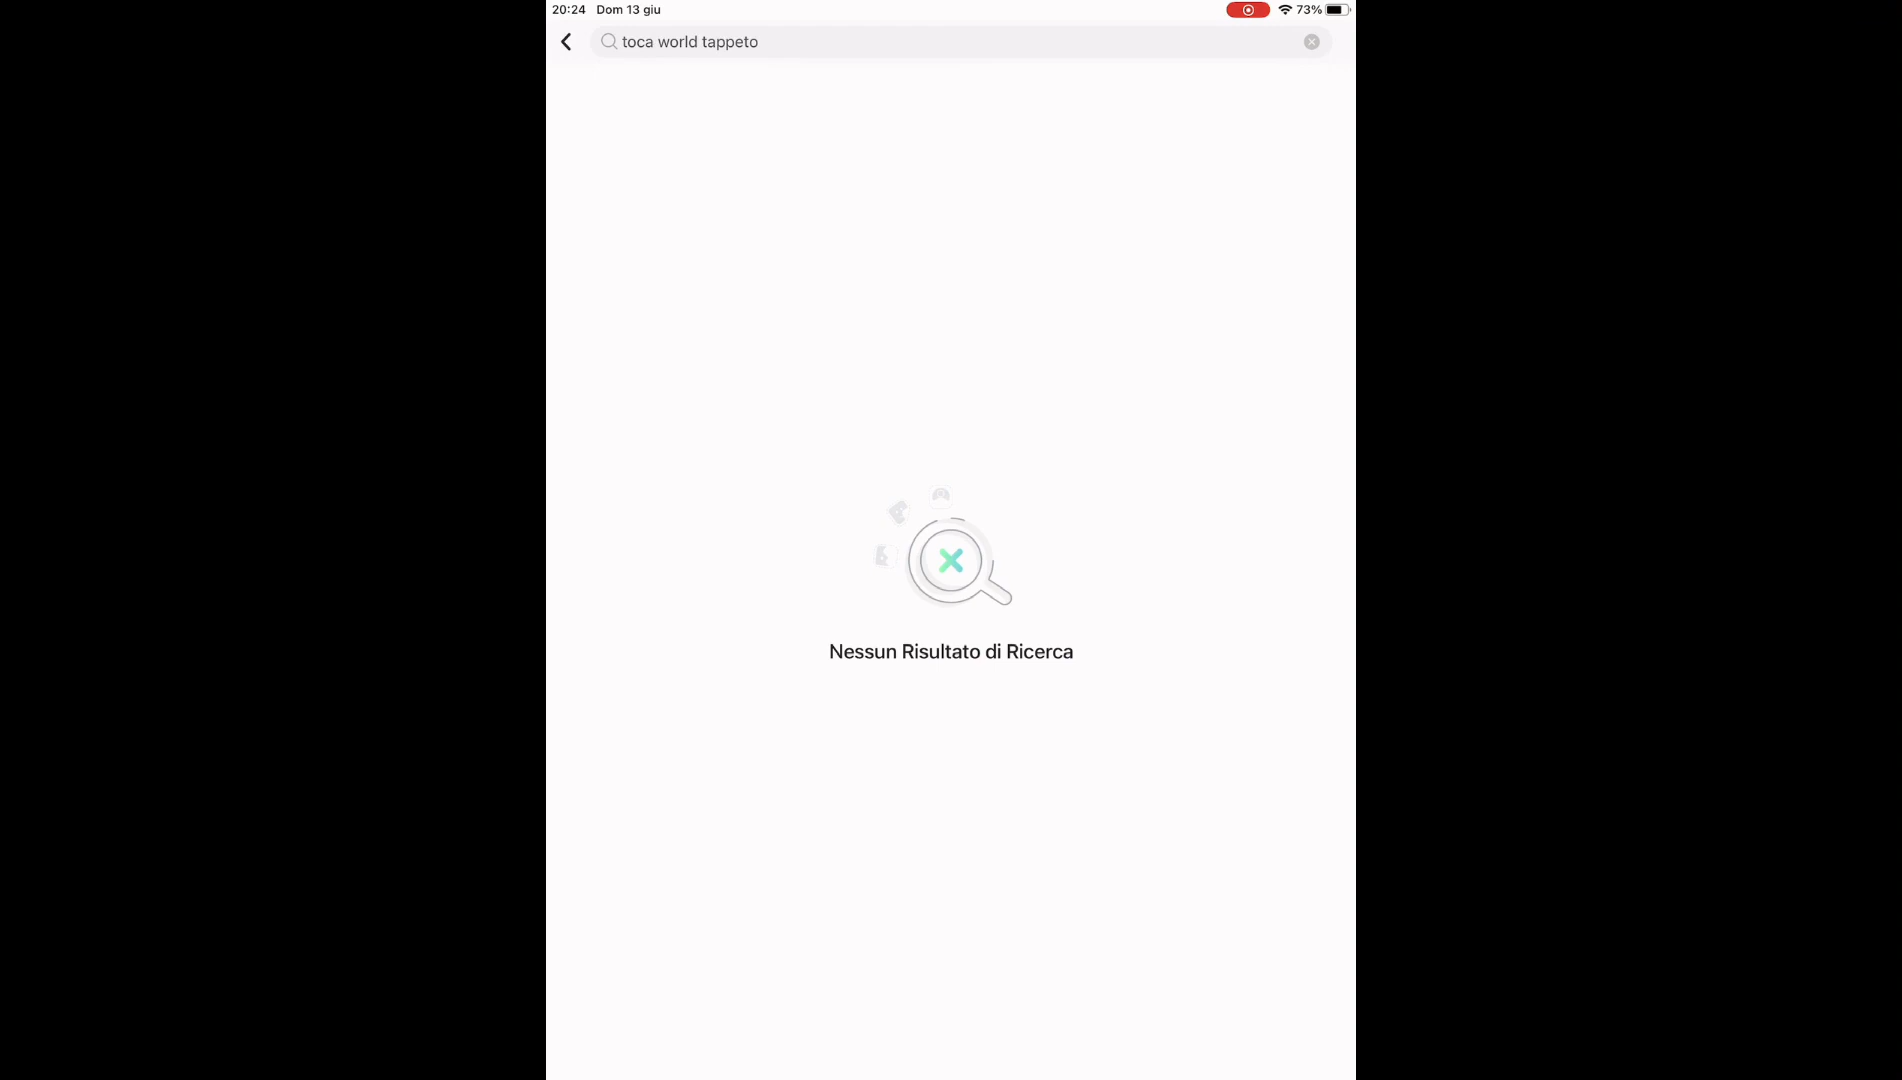 20:24 Dom 13 giu 73%
toca world tappeto
Nessun Risultato di Ricerca